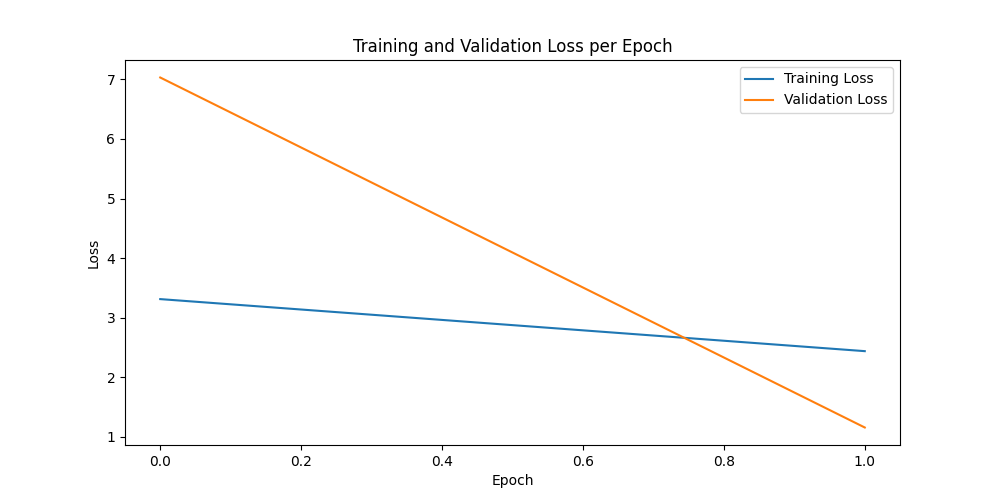 Training and Validation Loss per Epoch
Training Loss
Validation Loss
7
6
5
4
3
2
1
Loss
0.0 0.2 0.4 0.6 0.8 1.0
Epoch